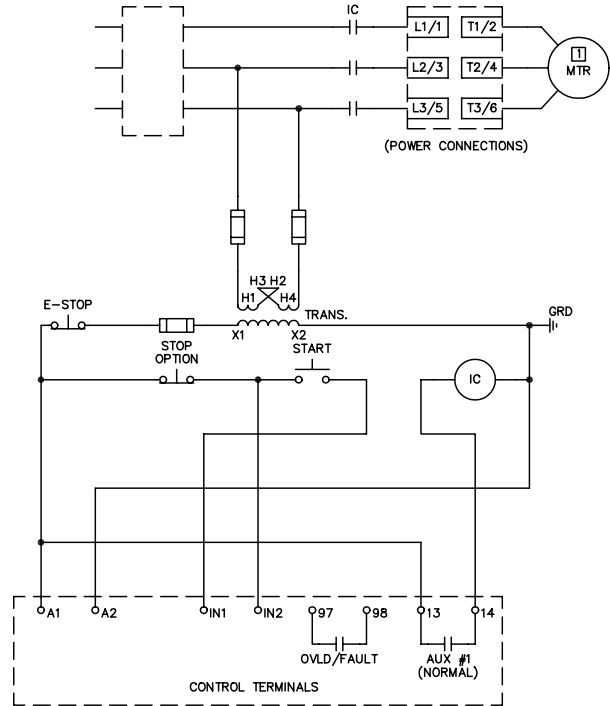 IC
L1/1 T1/2
L2/3 T2/4
L3/5 T3/6
1
MTR
(POWER CONNECTIONS)
H3 H2
H1 H4
TRANS.
E-STOP
X1 X2
GRD
STOP
OPTION
START
IC
A1 A2 IN1 IN2 97 98 13 14
OVLD/FAULT
AUX #1
(NORMAL)
CONTROL TERMINALS